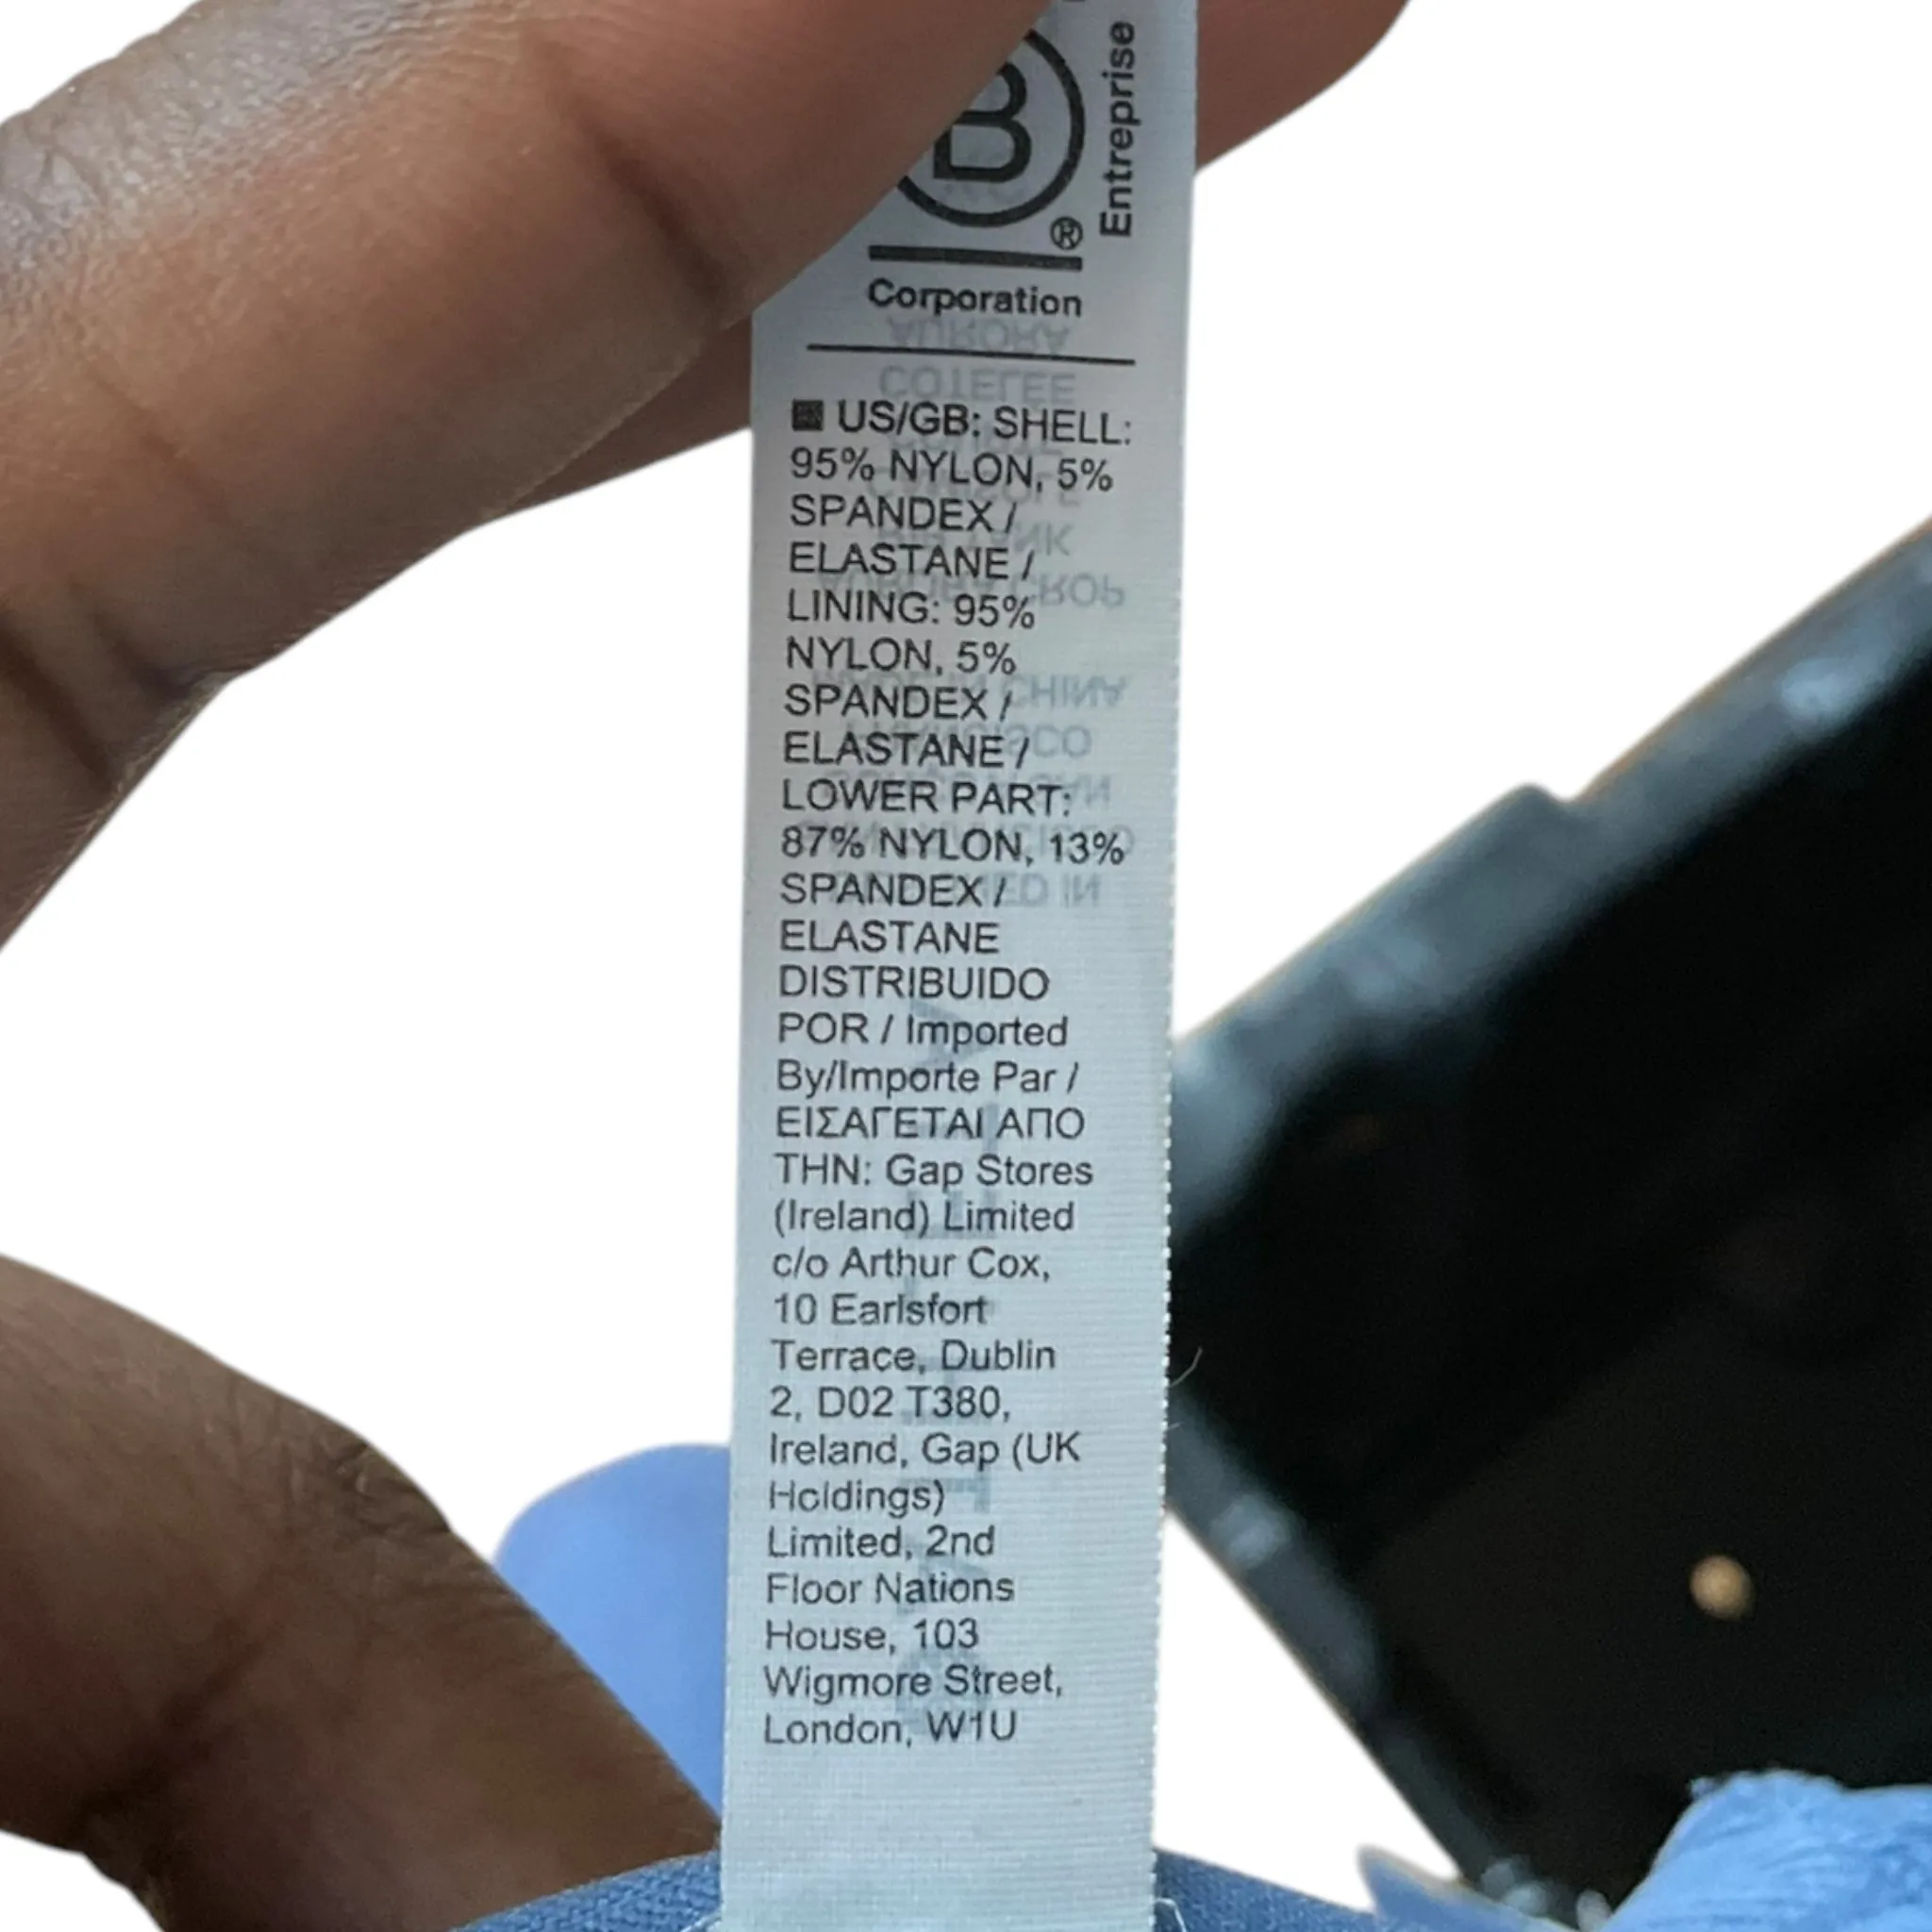 B
®
Entreprise
Corporation
US/GB: SHELL:
95% NYLON, 5%
SPANDEX /
ELASTANE /
LINING: 95%
NYLON, 5%
SPANDEX /
ELASTANE /
LOWER PART:
87% NYLON, 13%
SPANDEX /
ELASTANE
DISTRIBUIDO
POR / Imported
By/Importe Par /
ΕΙΣΑΓΕΤΑΙ ΑΠΟ
THN: Gap Stores
(Ireland) Limited
c/o Arthur Cox,
10 Earlsfort
Terrace, Dublin
2, D02 T380,
Ireland, Gap (UK
Holdings)
Limited, 2nd
Floor Nations
House, 103
Wigmore Street,
London, W1U